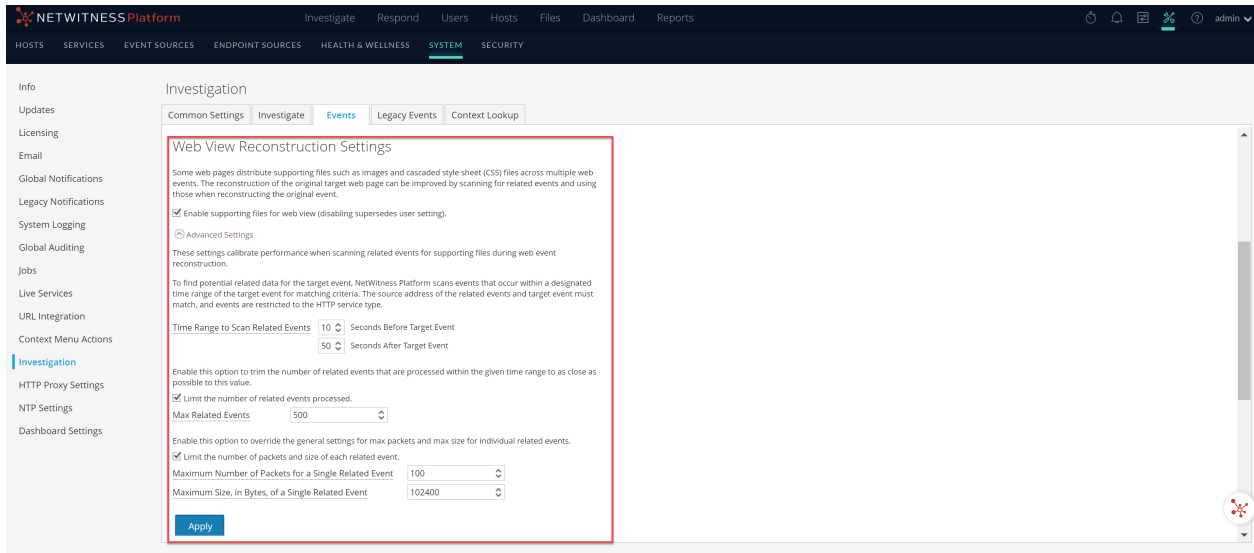 NETWITNESS Platform
Investigate Respond Users Hosts Files Dashboard Reports
admin
HOSTS SERVICES EVENT SOURCES ENDPOINT SOURCES HEALTH & WELLNESS SYSTEM SECURITY
Info
Updates
Licensing
Email
Global Notifications
Legacy Notifications
System Logging
Global Auditing
Jobs
Live Services
URL Integration
Context Menu Actions
Investigation
HTTP Proxy Settings
NTP Settings
Dashboard Settings
Investigation
Common Settings Investigate Events Legacy Events Context Lookup
Web View Reconstruction Settings
Some web pages distribute supporting files such as images and cascaded style sheet (CSS) files across multiple web
events. The reconstruction of the original target web page can be improved by scanning for related events and using
those when reconstructing the original event.
Enable supporting files for web view (disabling supersedes user setting).
Advanced Settings
These settings calibrate performance when scanning related events for supporting files during web event
reconstruction.
To find potential related data for the target event, NetWitness Platform scans events that occur within a designated
time range of the target event for matching criteria. The source address of the related events and target event must
match, and events are restricted to the HTTP service type.
Time Range to Scan Related Events 10 Seconds Before Target Event
50 Seconds After Target Event
Enable this option to trim the number of related events that are processed within the given time range to as close as
possible to this value.
Limit the number of related events processed.
Max Related Events 500
Enable this option to override the general settings for max packets and max size for individual related events.
Limit the number of packets and size of each related event.
Maximum Number of Packets for a Single Related Event 100
Maximum Size, in Bytes, of a Single Related Event 102400
Apply